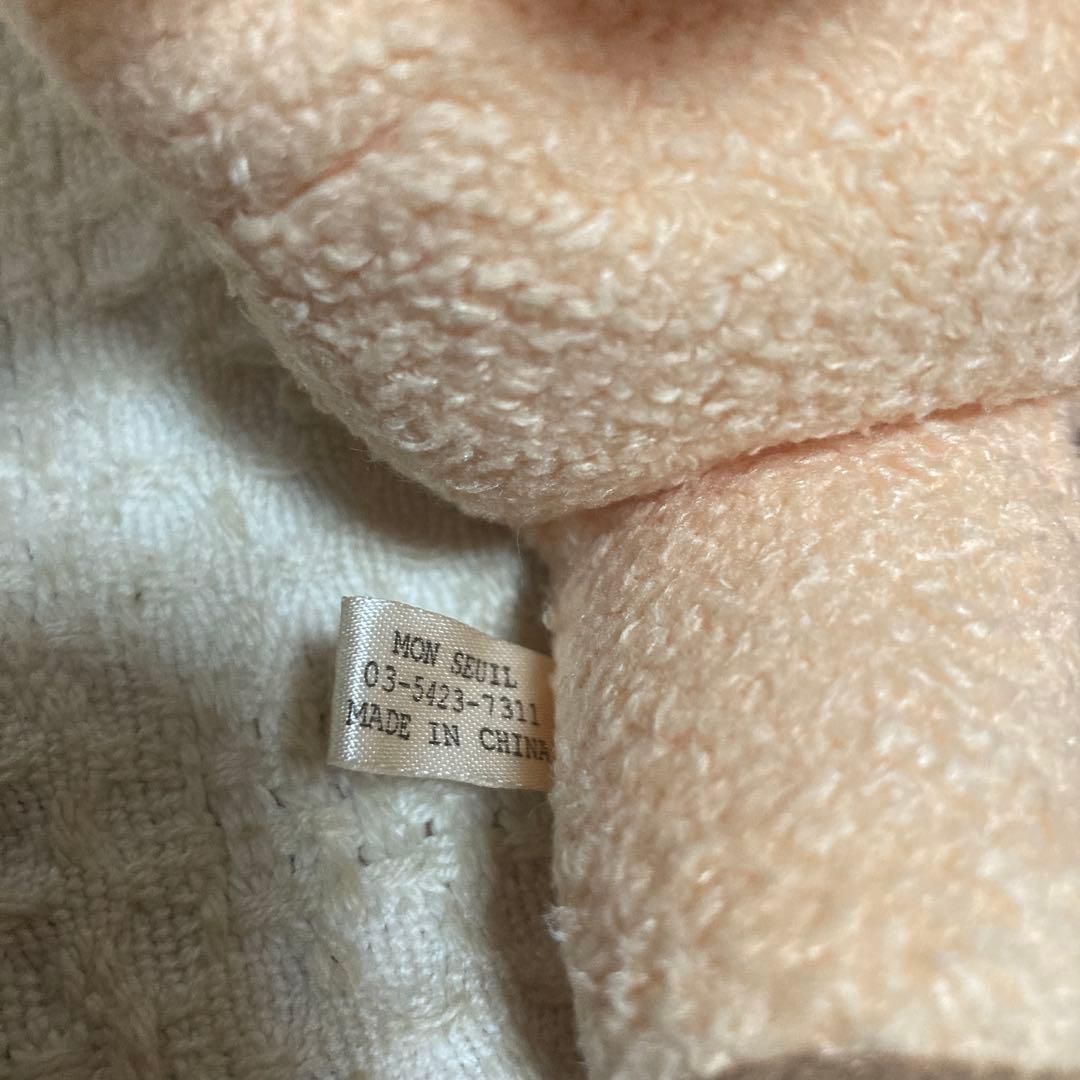 MON SEUIL
03-5423-7311
MADE IN CHINA